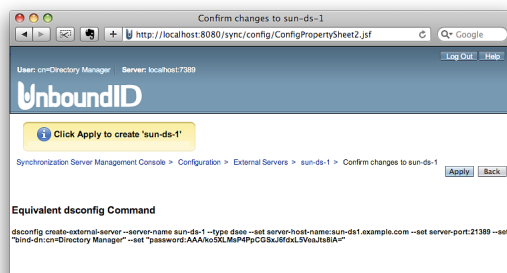 Confirm changes to sun-ds-1
http://localhost:8080/sync/config/ConfigPropertySheet2.jsf
Google
Log Out Help
User: cn=Directory Manager Server: localhost:7389
UnboundID
Click Apply to create 'sun-ds-1'
Synchronization Server Management Console > Configuration > External Servers > sun-ds-1 > Confirm changes to sun-ds-1
Apply Back
Equivalent dsconfig Command
dsconfig create-external-server --server-name sun-ds-1 --type dsee --set server-host-name:sun-ds1.example.com --set server-port:21389 --set
"bind-dn:cn=Directory Manager" --set "password:AAA/ko5XLMsP4PpCGSxJ6fdxL5VeaJts8iA="